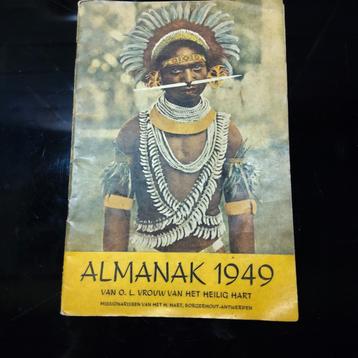 ALMANAK 1949
VAN O. L. VROUW VAN HET HEILIG HART
MISSIONARISSEN VAN HET H. HART, BORGERHOUT-ANTWERPEN